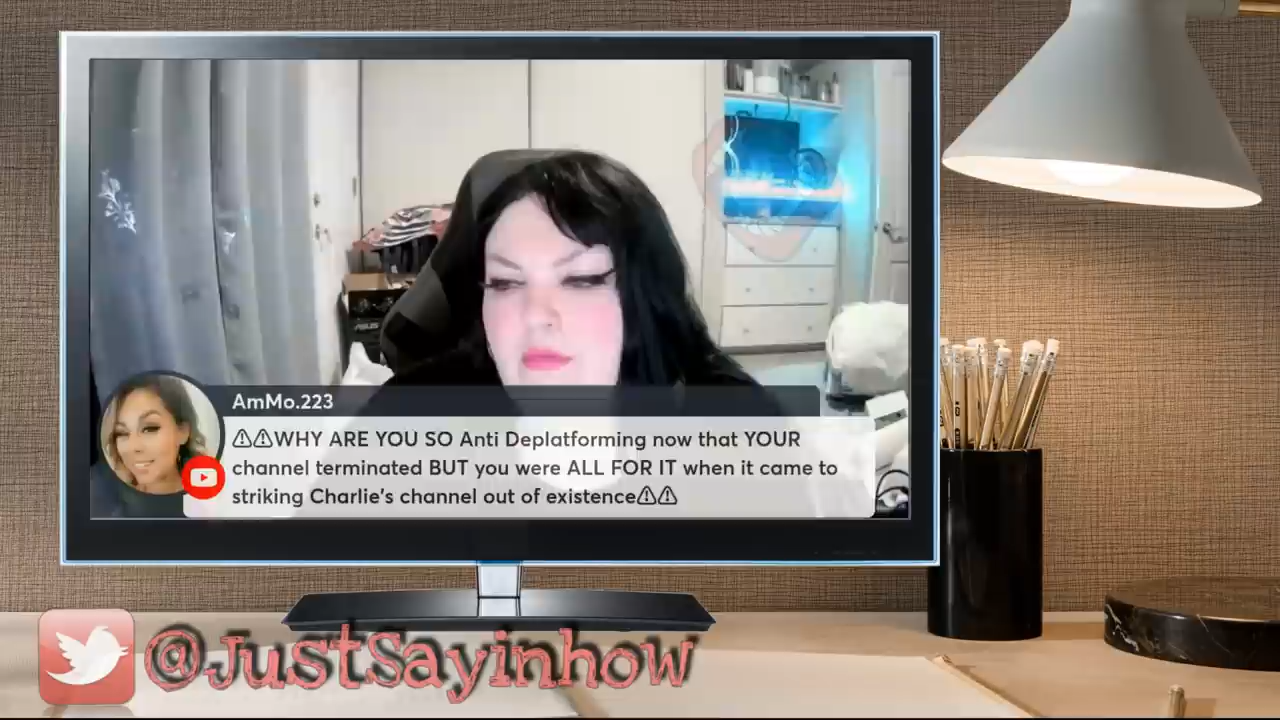 ASUS
AmMo.223
⚠⚠WHY ARE YOU SO Anti Deplatforming now that YOUR
channel terminated BUT you were ALL FOR IT when it came to
striking Charlie's channel out of existence⚠⚠
@JustSayinhow